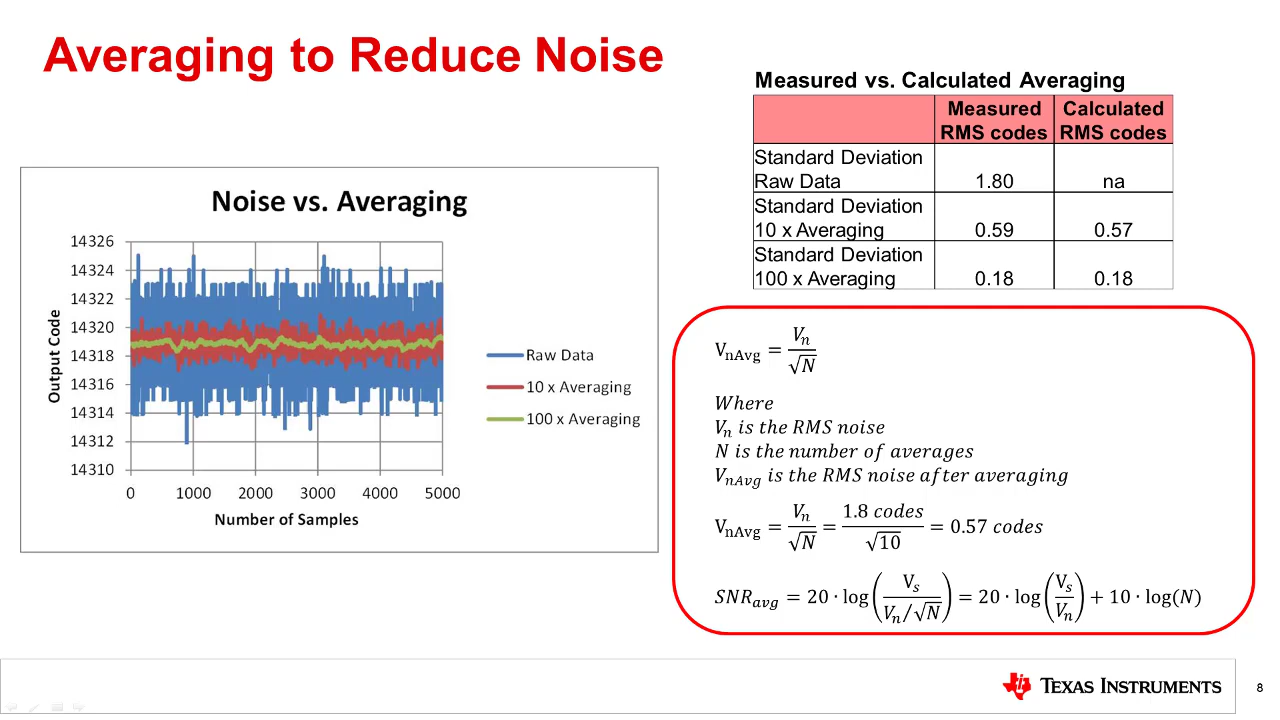 Averaging to Reduce Noise
Noise vs. Averaging
14326
14324
14322
14320
14318
14316
14314
14312
14310
Output Code
0 1000 2000 3000 4000 5000
Number of Samples
Raw Data
10 x Averaging
100 x Averaging
Measured vs. Calculated Averaging
Measured RMS codes Calculated RMS codes
Standard Deviation
Raw Data 1.80 na
Standard Deviation
10 x Averaging 0.59 0.57
Standard Deviation
100 x Averaging 0.18 0.18
V_nAvg = V_n / √N
Where
V_n is the RMS noise
N is the number of averages
V_nAvg is the RMS noise after averaging
V_nAvg = V_n / √N = 1.8 codes / √10 = 0.57 codes
SNR_avg = 20 · log(V_s / (V_n/√N)) = 20 · log(V_s / V_n) + 10 · log(N)
TEXAS INSTRUMENTS
8